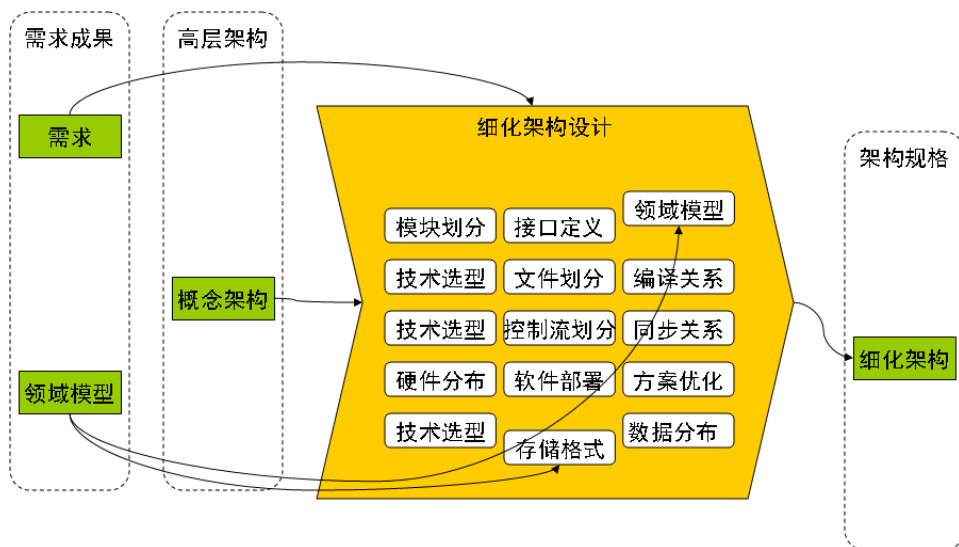 需求成果
高层架构
需求
细化架构设计
架构规格
模块划分
接口定义
领域模型
技术选型
文件划分
编译关系
概念架构
技术选型
控制流划分
同步关系
细化架构
领域模型
硬件分布
软件部署
方案优化
技术选型
存储格式
数据分布